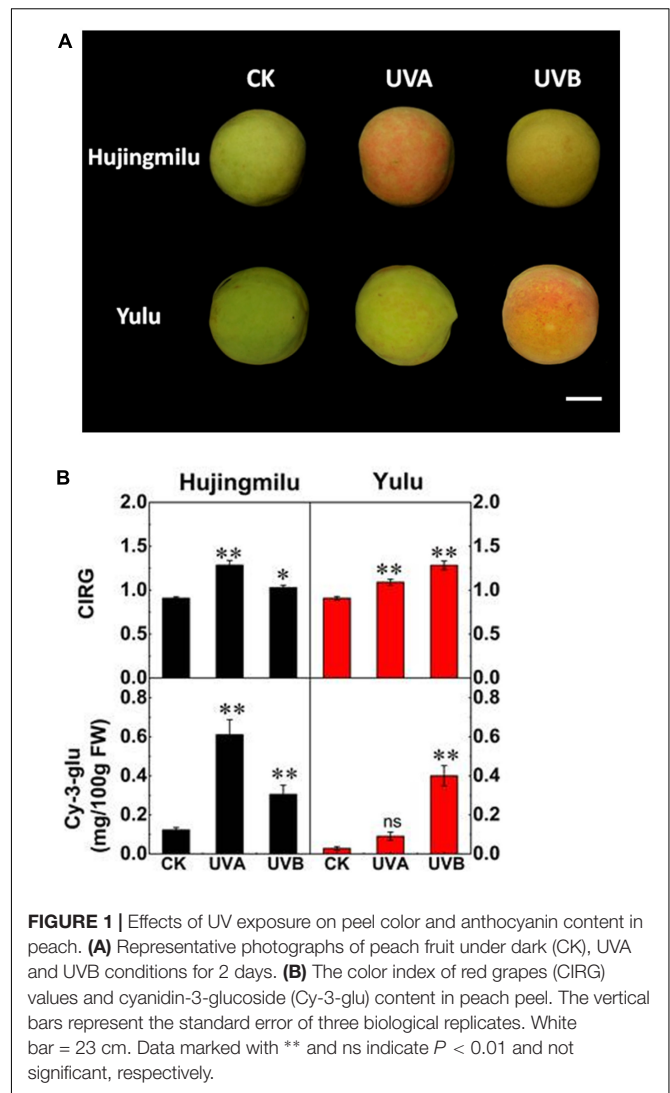 A
CK UVA UVB
Hujingmilu
Yulu
B
Hujingmilu Yulu
2.0 2.0
1.5 1.5
1.0 1.0
0.5 0.5
0.0 0.0
CIRG
** * ** **
0.6 0.6
0.4 0.4
0.2 0.2
0.0 0.0
Cy-3-glu
(mg/100g FW)
** ** ns **
CK UVA UVB CK UVA UVB
FIGURE 1 | Effects of UV exposure on peel color and anthocyanin content in
peach. (A) Representative photographs of peach fruit under dark (CK), UVA
and UVB conditions for 2 days. (B) The color index of red grapes (CIRG)
values and cyanidin-3-glucoside (Cy-3-glu) content in peach peel. The vertical
bars represent the standard error of three biological replicates. White
bar = 23 cm. Data marked with ** and ns indicate P < 0.01 and not
significant, respectively.